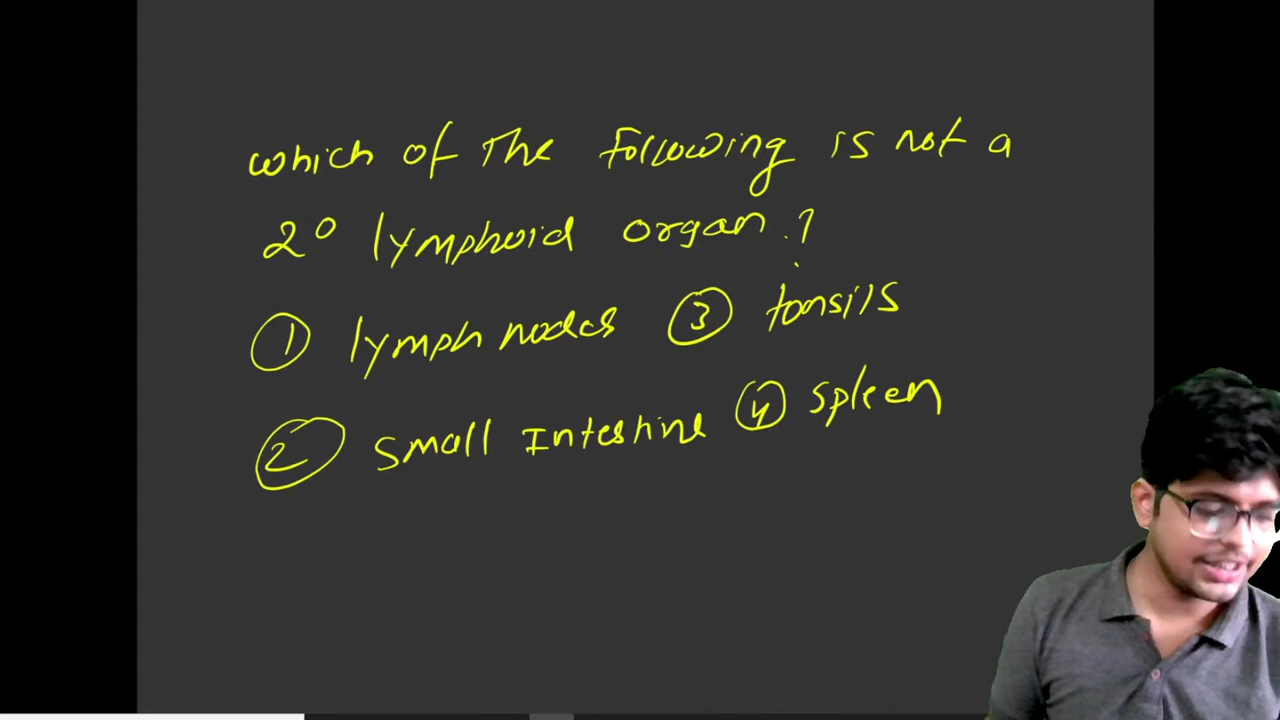 which of the following is not a
2° lymphoid organ.?
① lymph nodes ③ tonsils
② small Intestine ④ spleen